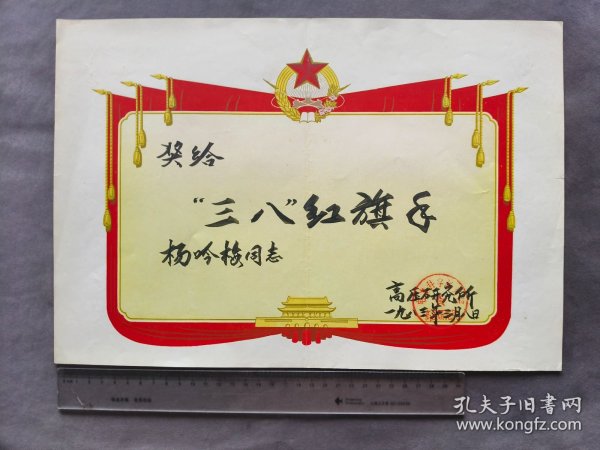 奖给
“三八”红旗手
杨吟梅同志
高压研究所
一九八三年三月八日
孔夫子旧书网
www.kongfz.com